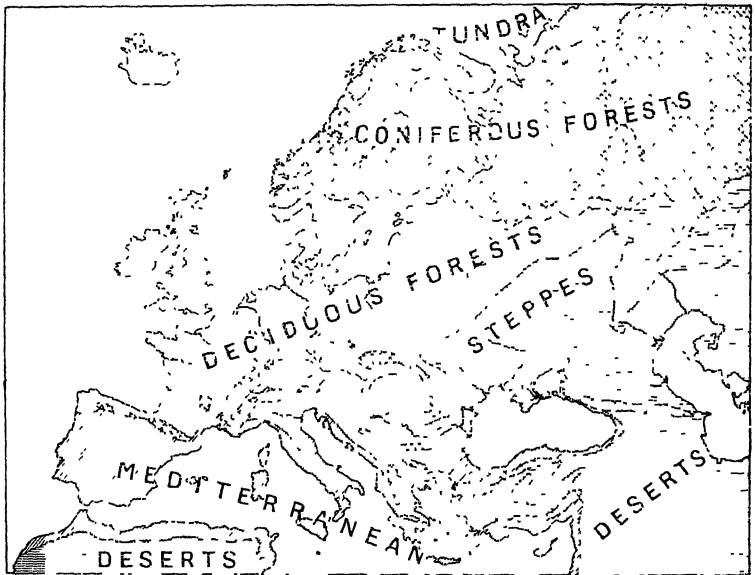 TUNDRA
CONIFEROUS FORESTS
DECIDUOUS FORESTS
STEPPES
MEDITERRANEAN
DESERTS
DESERTS